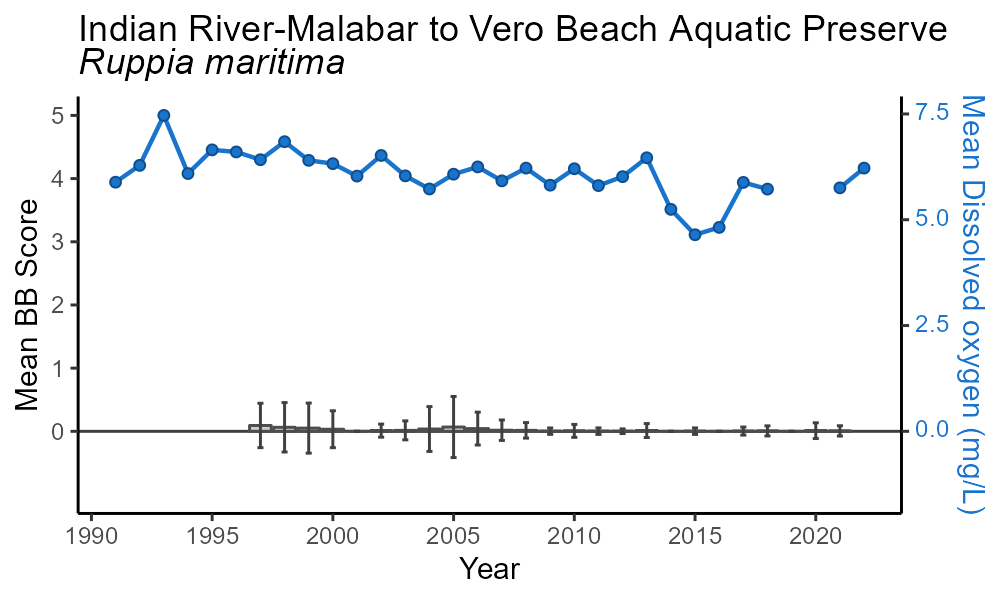 Indian River-Malabar to Vero Beach Aquatic Preserve
Ruppia maritima
Mean BB Score
5
4
3
2
1
0
7.5
5.0
2.5
0.0
Mean Dissolved oxygen (mg/L)
1990 1995 2000 2005 2010 2015 2020
Year